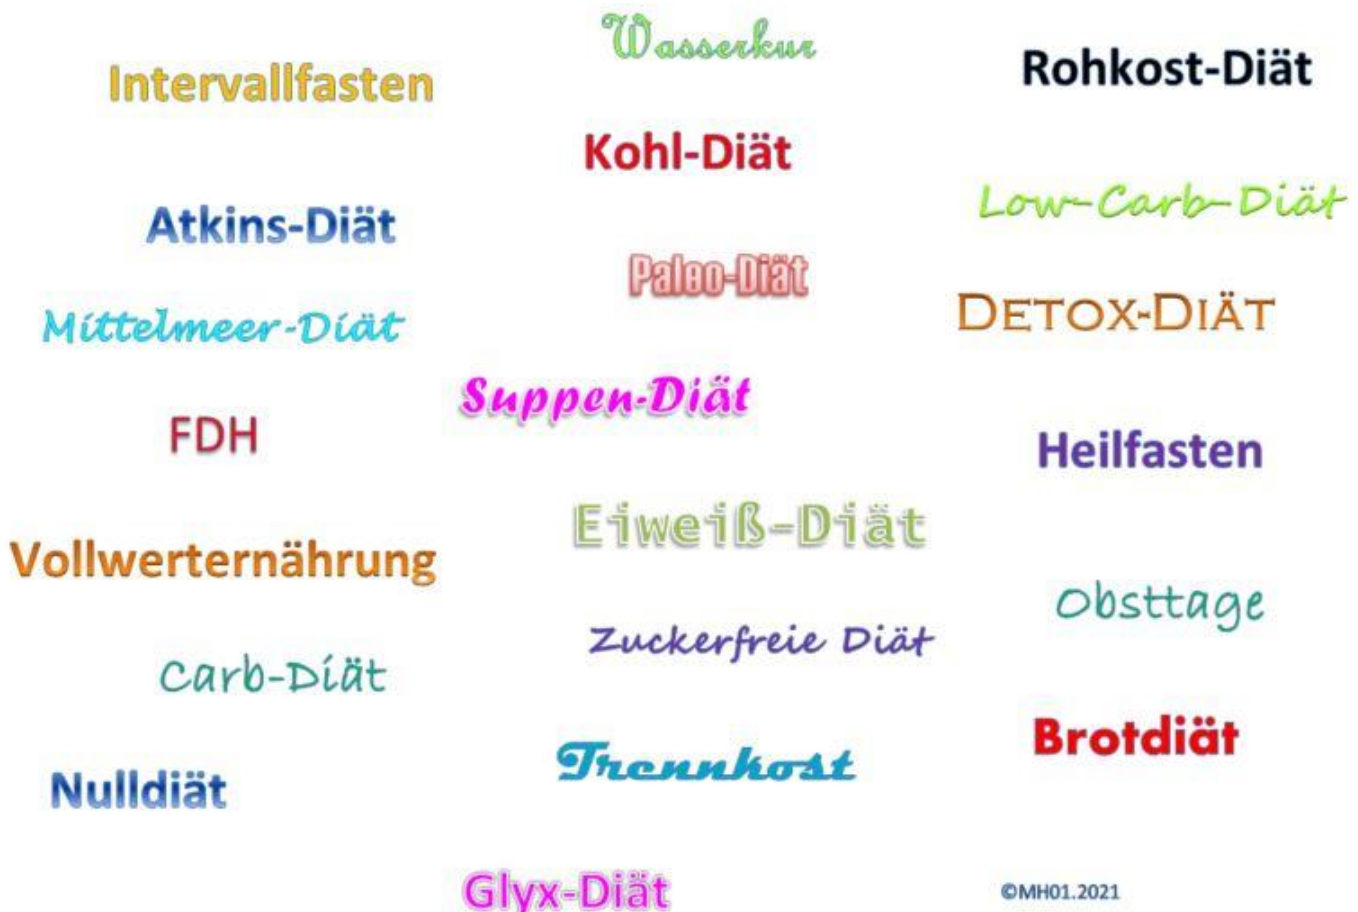 Wasserkur
Intervallfasten
Rohkost-Diät
Kohl-Diät
Atkins-Diät
Low-Carb-Diät
Paleo-Diät
Mittelmeer-Diät
DETOX-DIÄT
Suppen-Diät
FDH
Heilfasten
Eiweiß-Diät
Vollwerternährung
Obsttage
Zuckerfreie Diät
Carb-Diät
Brotdiät
Trennkost
Nulldiät
Glyx-Diät
©MH01.2021